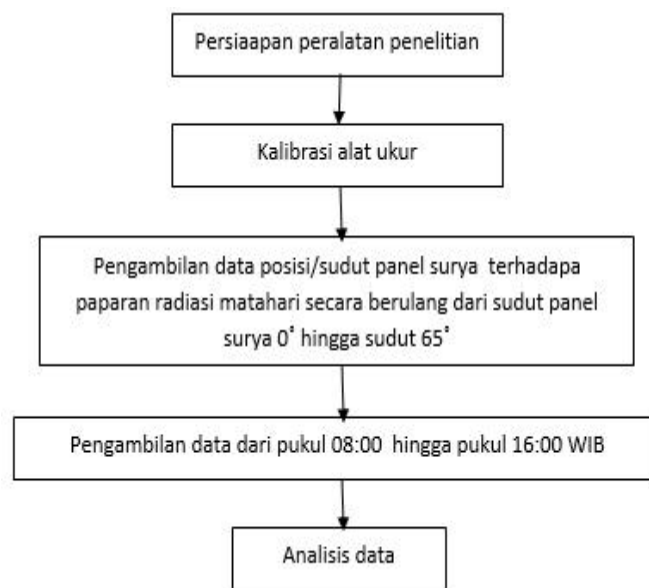 Persiaapan peralatan penelitian
Kalibrasi alat ukur
Pengambilan data posisi/sudut panel surya terhadapa
paparan radiasi matahari secara berulang dari sudut panel
surya 0˚ hingga sudut 65˚
Pengambilan data dari pukul 08:00 hingga pukul 16:00 WIB
Analisis data